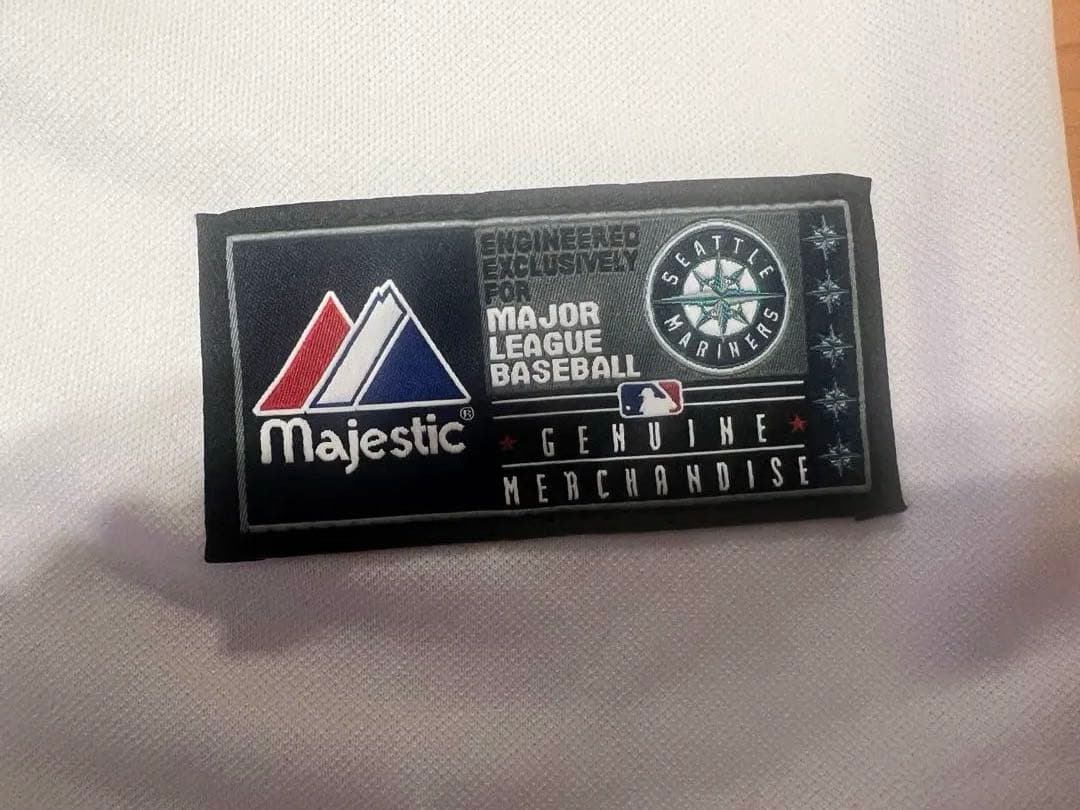 Majestic®
ENGINEERED
EXCLUSIVELY
FOR
MAJOR
LEAGUE
BASEBALL
SEATTLE
MARINERS
GENUINE
MERCHANDISE